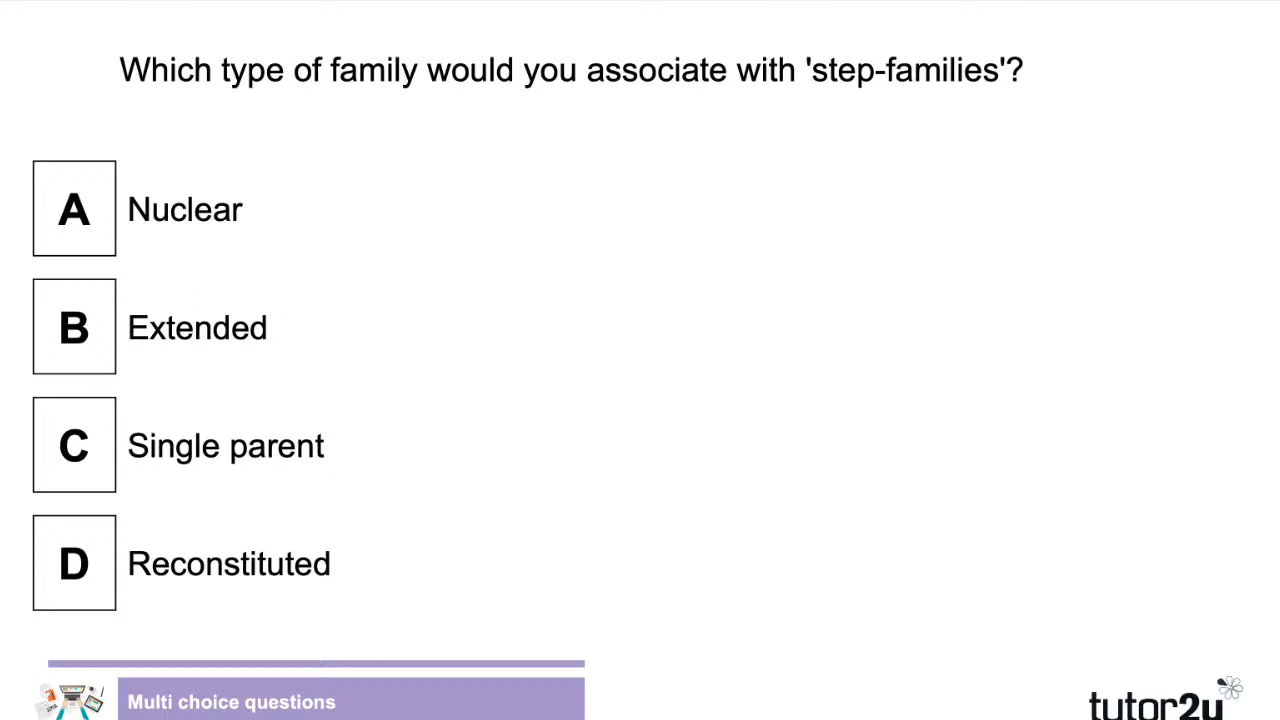 Which type of family would you associate with 'step-families'?
A Nuclear
B Extended
C Single parent
D Reconstituted
Multi choice questions
tutor2u